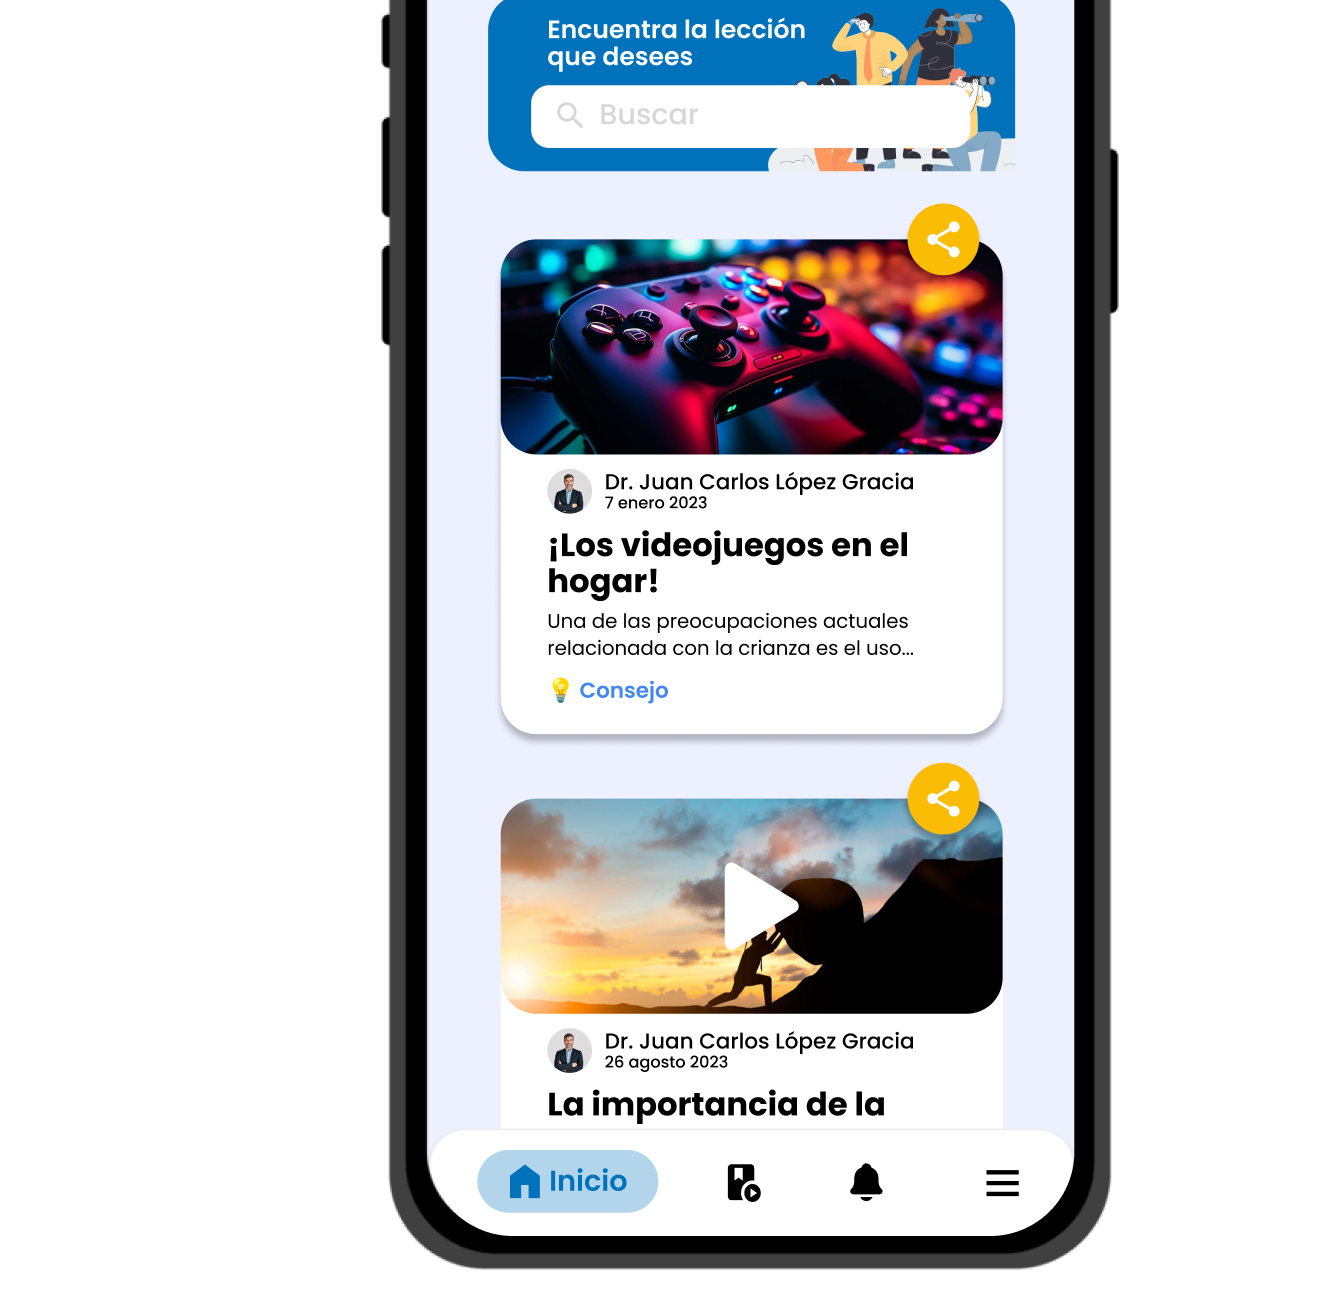 Encuentra la lección
que desees
Buscar
Dr. Juan Carlos López Gracia
7 enero 2023
¡Los videojuegos en el
hogar!
Una de las preocupaciones actuales
relacionada con la crianza es el uso...
💡 Consejo
Dr. Juan Carlos López Gracia
26 agosto 2023
La importancia de la
Inicio